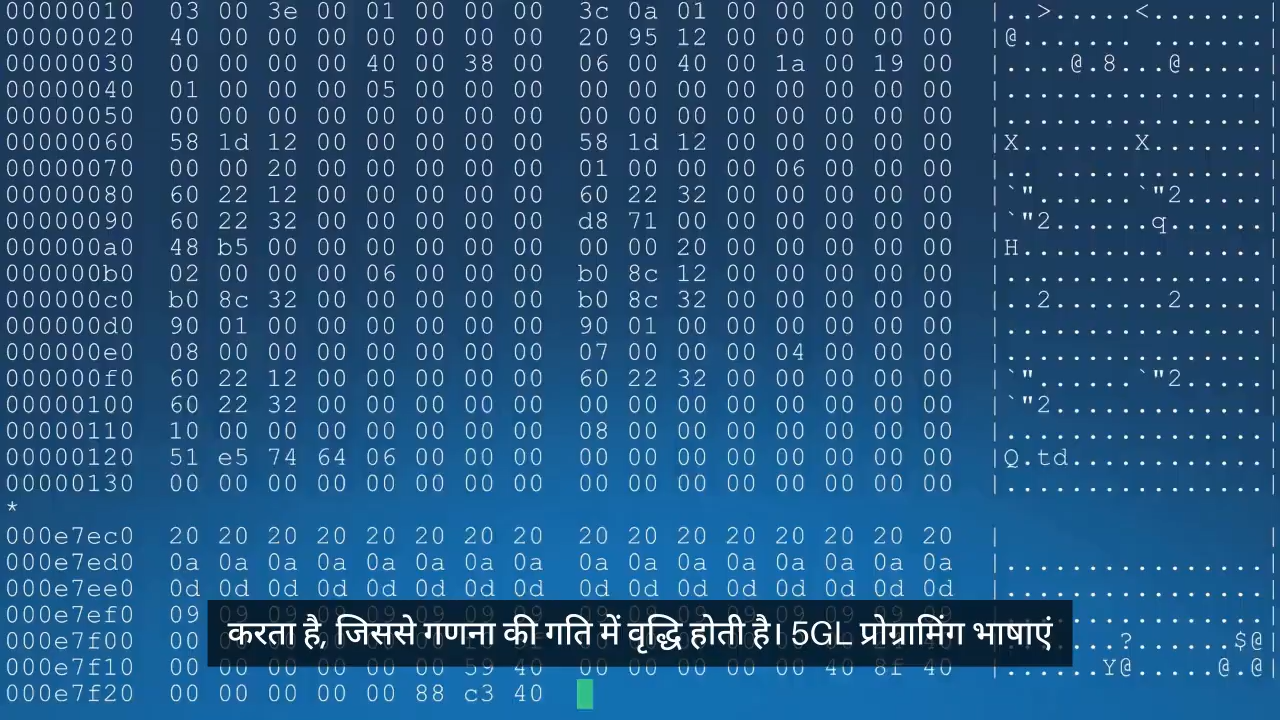 00000010 03 00 3e 00 01 00 00 00 3c 0a 01 00 00 00 00 00 |..>.....<.......|
00000020 40 00 00 00 00 00 00 00 20 95 12 00 00 00 00 00 |@....... .......|
00000030 00 00 00 00 40 00 38 00 06 00 40 00 1a 00 19 00 |....@.8...@.....|
00000040 01 00 00 00 05 00 00 00 00 00 00 00 00 00 00 00 |................|
00000050 00 00 00 00 00 00 00 00 00 00 00 00 00 00 00 00 |................|
00000060 58 1d 12 00 00 00 00 00 58 1d 12 00 00 00 00 00 |X.......X.......|
00000070 00 00 20 00 00 00 00 00 01 00 00 00 06 00 00 00 |.. .............|
00000080 60 22 12 00 00 00 00 00 60 22 32 00 00 00 00 00 |`"......`"2.....|
00000090 60 22 32 00 00 00 00 00 d8 71 00 00 00 00 00 00 |`"2......q......|
000000a0 48 b5 00 00 00 00 00 00 00 00 20 00 00 00 00 00 |H......... .....|
000000b0 02 00 00 00 06 00 00 00 b0 8c 12 00 00 00 00 00 |................|
000000c0 b0 8c 32 00 00 00 00 00 b0 8c 32 00 00 00 00 00 |..2.......2.....|
000000d0 90 01 00 00 00 00 00 00 90 01 00 00 00 00 00 00 |................|
000000e0 08 00 00 00 00 00 00 00 07 00 00 00 04 00 00 00 |................|
000000f0 60 22 12 00 00 00 00 00 60 22 32 00 00 00 00 00 |`"......`"2.....|
00000100 60 22 32 00 00 00 00 00 00 00 00 00 00 00 00 00 |`"2.............|
00000110 10 00 00 00 00 00 00 00 08 00 00 00 00 00 00 00 |................|
00000120 51 e5 74 64 06 00 00 00 00 00 00 00 00 00 00 00 |Q.td............|
00000130 00 00 00 00 00 00 00 00 00 00 00 00 00 00 00 00 |................|
*
000e7ec0 20 20 20 20 20 20 20 20 20 20 20 20 20 20 20 20 | |
000e7ed0 0a 0a 0a 0a 0a 0a 0a 0a 0a 0a 0a 0a 0a 0a 0a 0a |................|
000e7ee0 0d 0d 0d 0d 0d 0d 0d 0d 0d 0d 0d 0d 0d 0d 0d 0d |................|
000e7ef0 09
करता है, जिससे गणना की गति में वृद्धि होती है। 5GL प्रोग्रामिंग भाषाएं
000e7f00 00 ?.......$@|
000e7f10 00 00 00 00 00 00 59 40 00 00 00 00 00 40 8f 40 |......Y@.....@.@|
000e7f20 00 00 00 00 00 88 c3 40